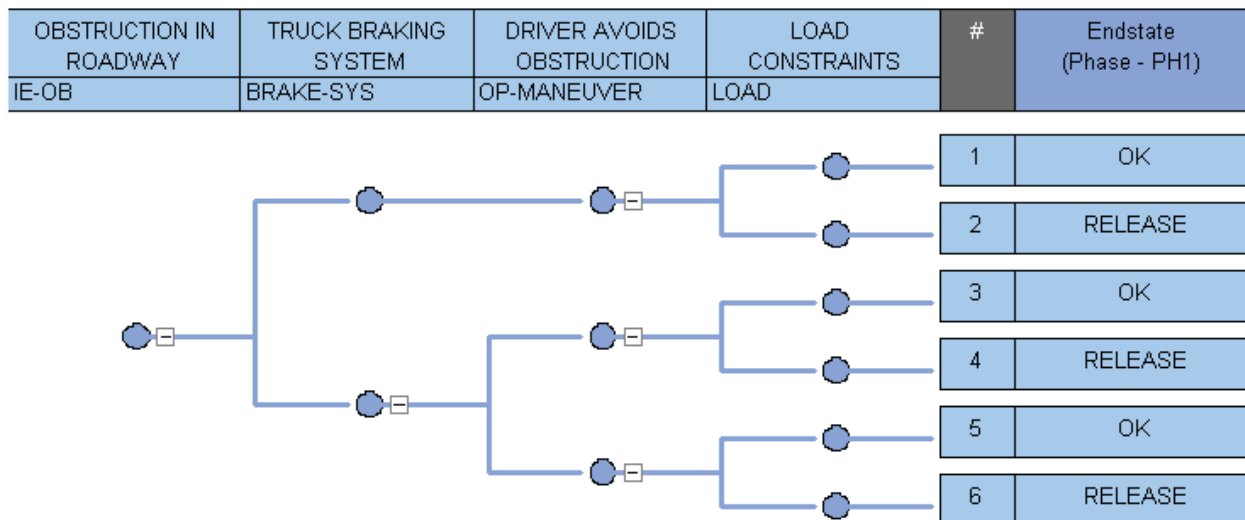 OBSTRUCTION IN
ROADWAY
TRUCK BRAKING
SYSTEM
DRIVER AVOIDS
OBSTRUCTION
LOAD
CONSTRAINTS
#
Endstate
(Phase - PH1)
IE-OB
BRAKE-SYS
OP-MANEUVER
LOAD
1
OK
2
RELEASE
3
OK
4
RELEASE
5
OK
6
RELEASE